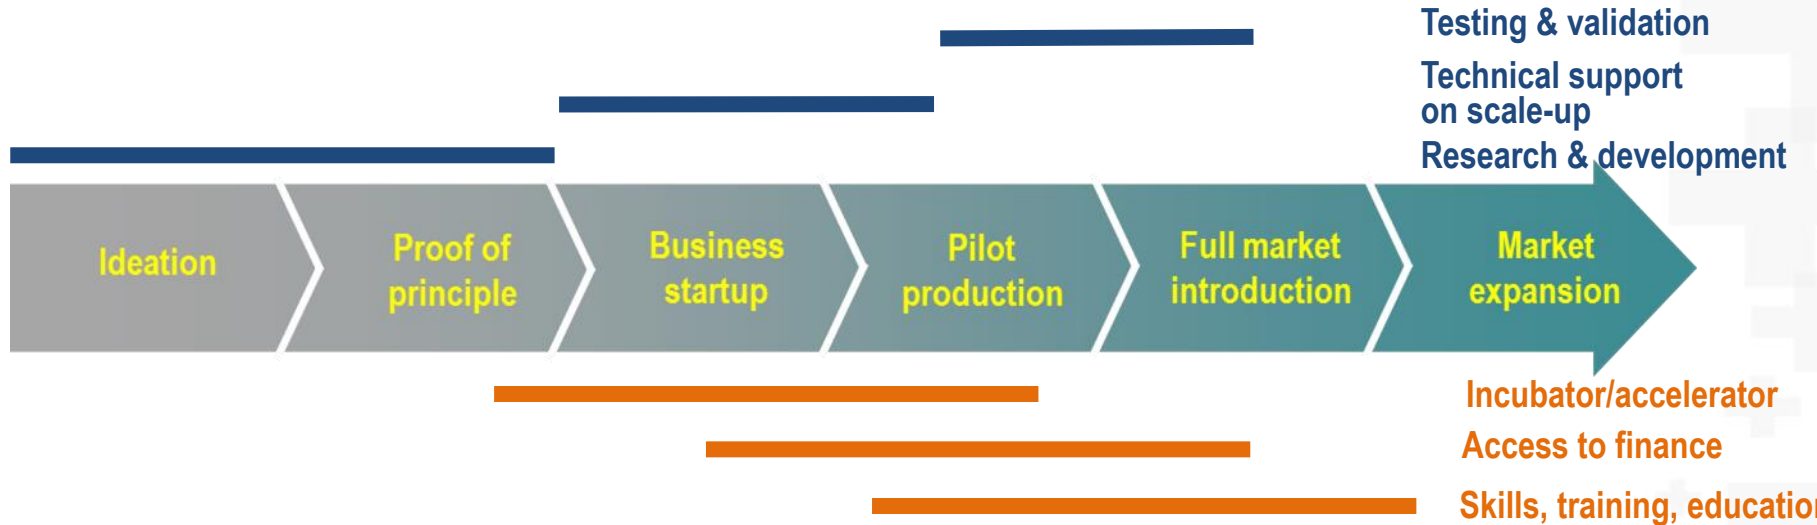 Testing & validation
Technical support
on scale-up
Research & development
Ideation
Proof of
principle
Business
startup
Pilot
production
Full market
introduction
Market
expansion
Incubator/accelerator
Access to finance
Skills, training, education